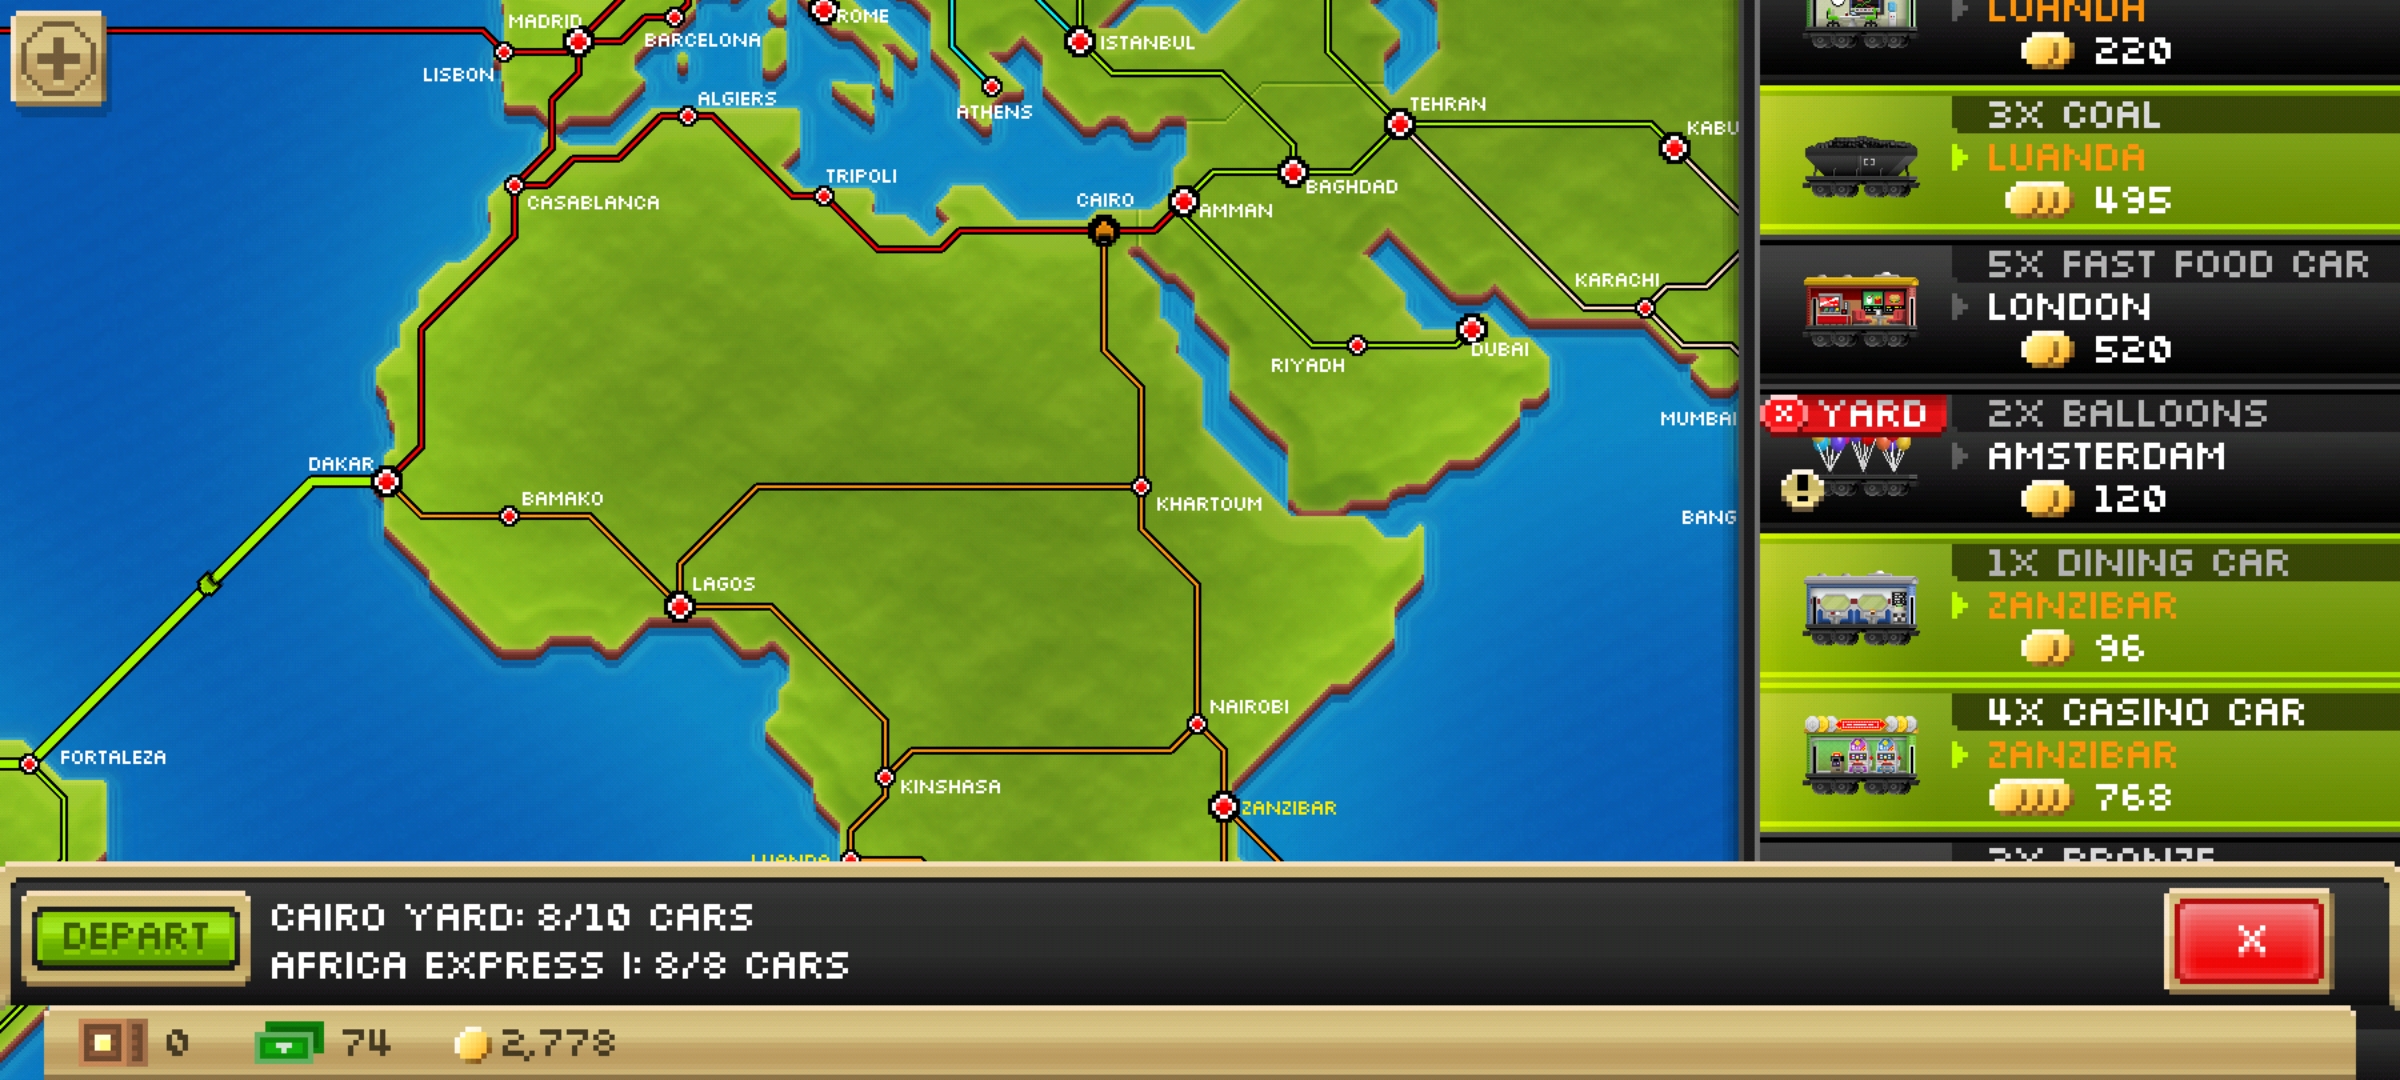 MADRID
ROME
BARCELONA
LISBON
ISTANBUL
ALGIERS
ATHENS
TEHRAN
KABU
TRIPOLI
CASABLANCA
CAIRO
AMMAN
BAGHDAD
KARACHI
RIYADH
DUBAI
MUMBAI
DAKAR
BAMAKO
KHARTOUM
BANG
LAGOS
NAIROBI
FORTALEZA
KINSHASA
ZANZIBAR
LUANDA
LUANDA
220
3X COAL
LUANDA
495
5X FAST FOOD CAR
LONDON
520
X YARD
2X BALLOONS
AMSTERDAM
! 120
1X DINING CAR
ZANZIBAR
96
4X CASINO CAR
ZANZIBAR
768
2X BRONZE
DEPART
CAIRO YARD: 8/10 CARS
AFRICA EXPRESS I: 8/8 CARS
X
0 74 2,778